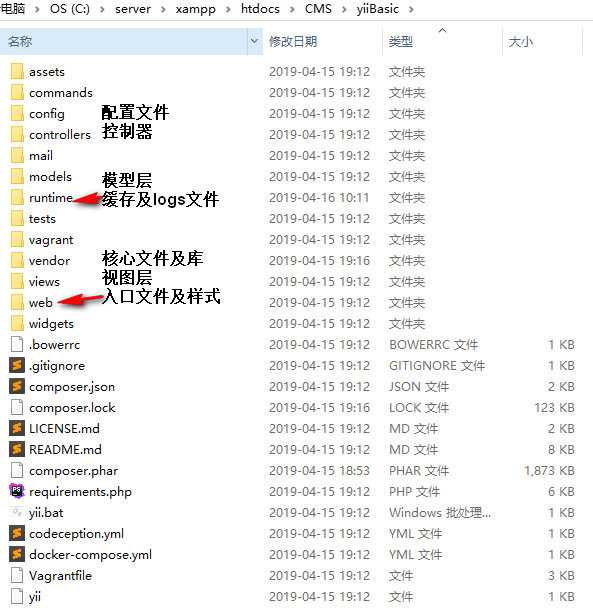 电脑 › OS (C:) › server › xampp › htdocs › CMS › yiiBasic ›
名称 修改日期 类型 大小
assets 2019-04-15 19:12 文件夹
commands 2019-04-15 19:12 文件夹
config 配置文件 2019-04-15 19:12 文件夹
controllers 控制器 2019-04-15 19:12 文件夹
mail 2019-04-15 19:12 文件夹
models 模型层 2019-04-15 19:12 文件夹
runtime 缓存及logs文件 2019-04-16 10:11 文件夹
tests 2019-04-15 19:12 文件夹
vagrant 2019-04-15 19:12 文件夹
vendor 核心文件及库 2019-04-15 19:16 文件夹
views 视图层 2019-04-15 19:12 文件夹
web 入口文件及样式 2019-04-15 19:12 文件夹
widgets 2019-04-15 19:12 文件夹
.bowerrc 2019-04-15 19:12 BOWERRC 文件 1 KB
.gitignore 2019-04-15 19:12 GITIGNORE 文件 1 KB
composer.json 2019-04-15 19:12 JSON 文件 2 KB
composer.lock 2019-04-15 19:16 LOCK 文件 123 KB
LICENSE.md 2019-04-15 19:12 MD 文件 2 KB
README.md 2019-04-15 19:12 MD 文件 8 KB
composer.phar 2019-04-15 18:53 PHAR 文件 1,873 KB
requirements.php 2019-04-15 19:12 PHP 文件 6 KB
yii.bat 2019-04-15 19:12 Windows 批处理... 1 KB
codeception.yml 2019-04-15 19:12 YML 文件 1 KB
docker-compose.yml 2019-04-15 19:12 YML 文件 1 KB
Vagrantfile 2019-04-15 19:12 文件 3 KB
yii 2019-04-15 19:12 文件 1 KB